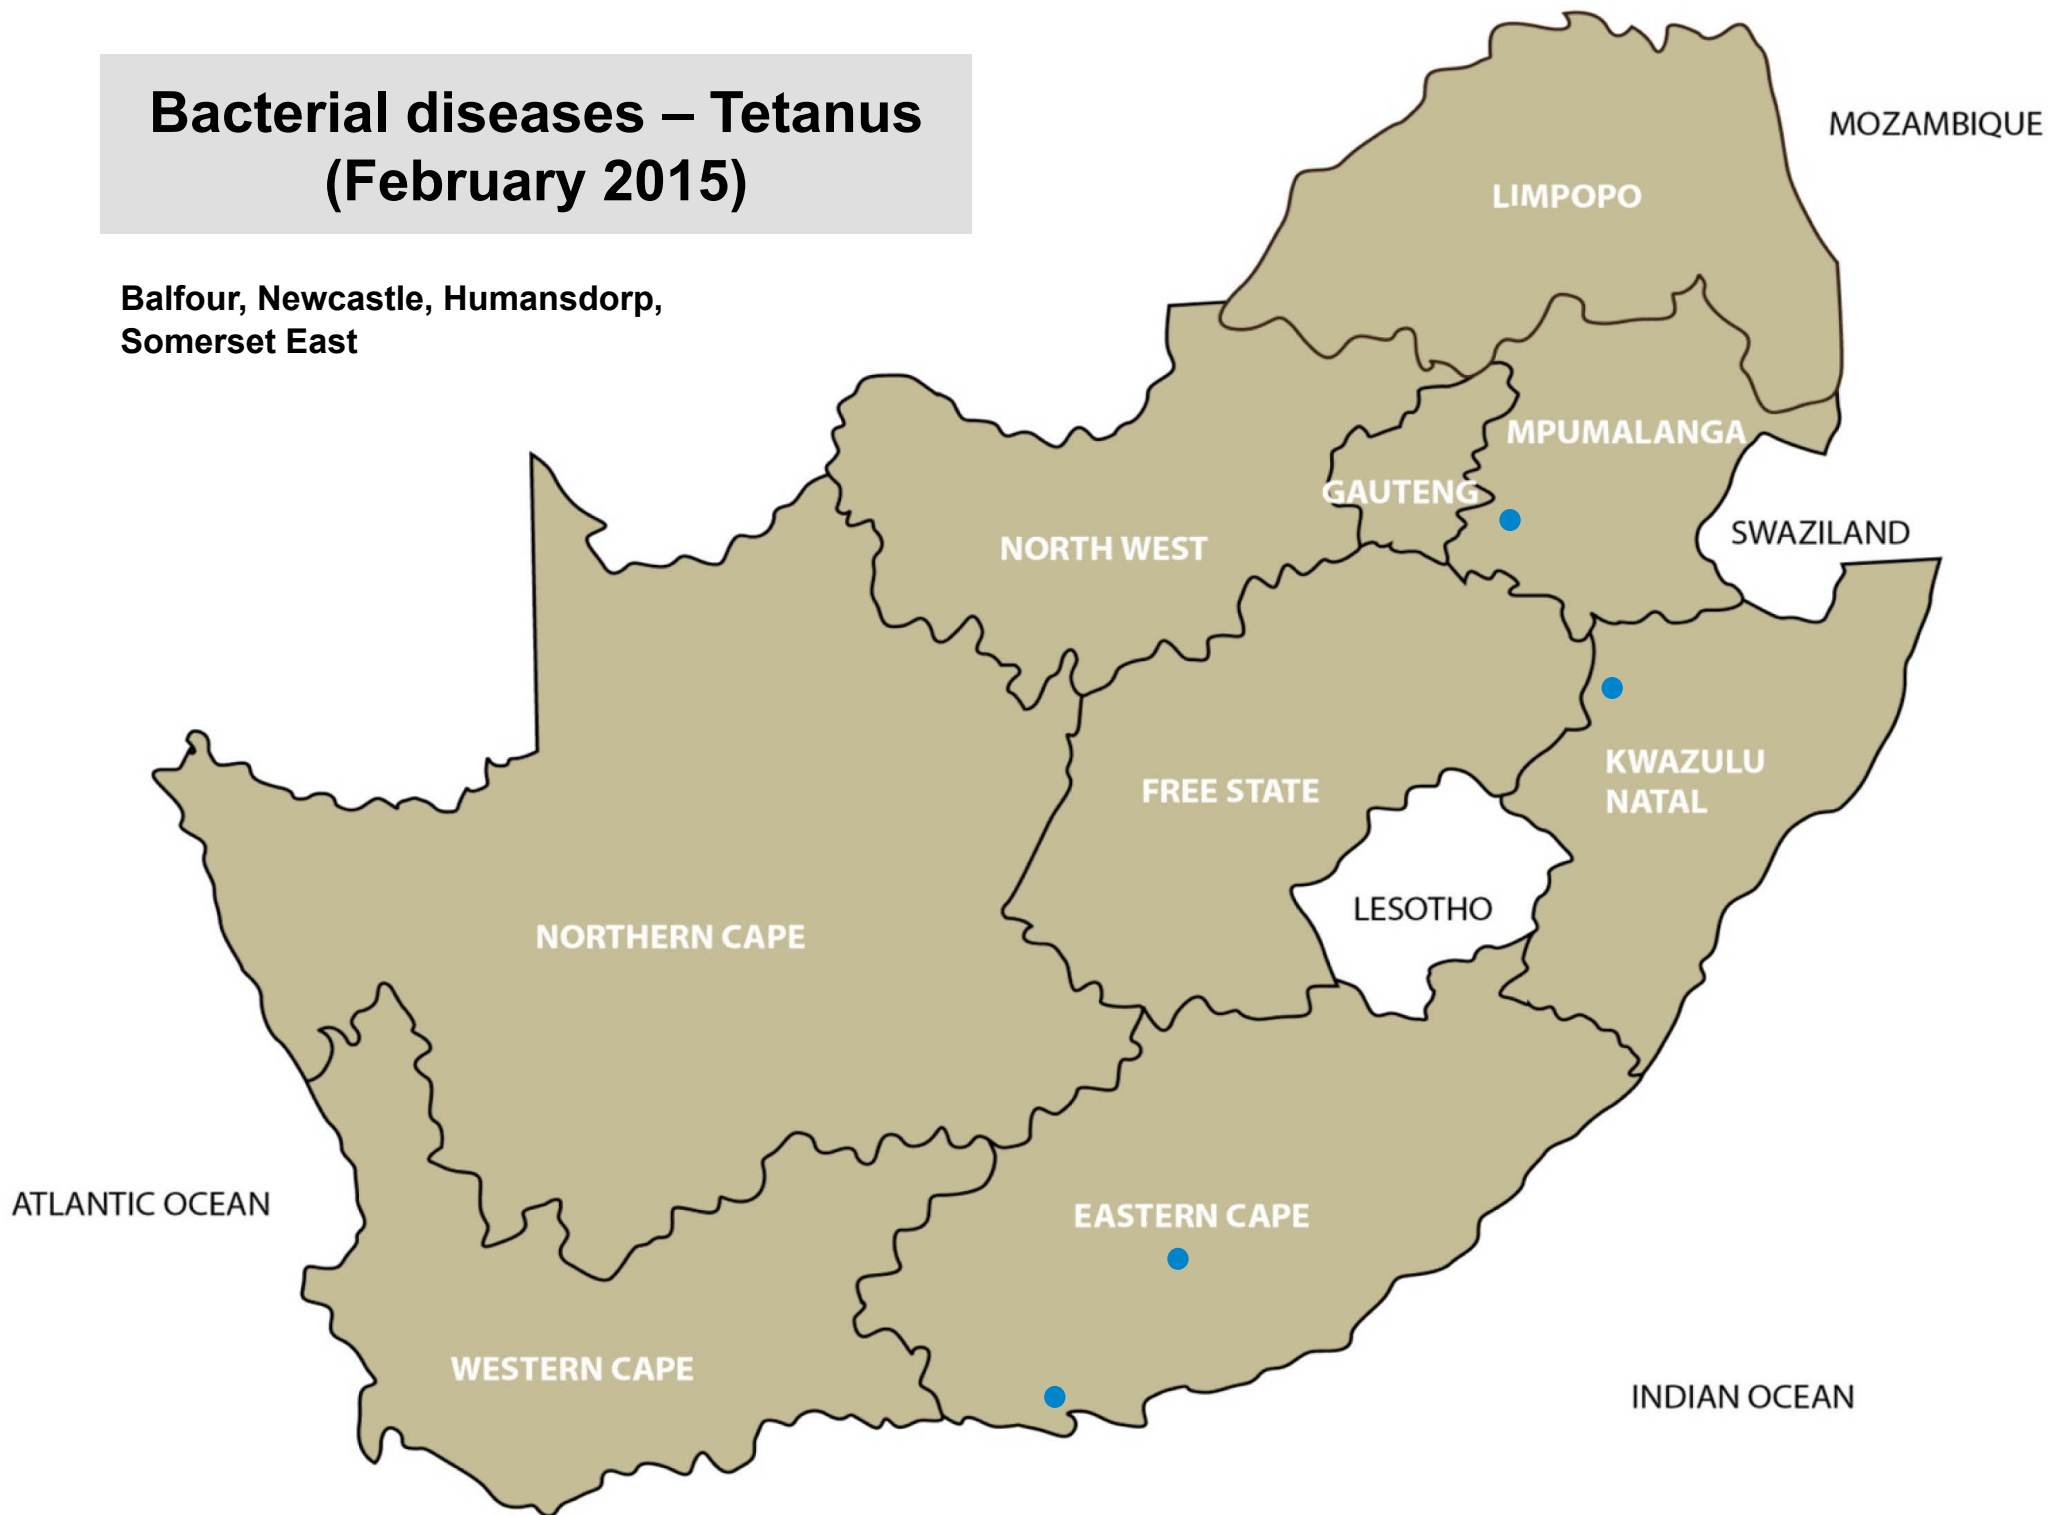 Bacterial diseases – Tetanus
(February 2015)
Balfour, Newcastle, Humansdorp,
Somerset East
MOZAMBIQUE
LIMPOPO
MPUMALANGA
GAUTENG
SWAZILAND
NORTH WEST
KWAZULU
NATAL
FREE STATE
LESOTHO
NORTHERN CAPE
ATLANTIC OCEAN
EASTERN CAPE
WESTERN CAPE
INDIAN OCEAN